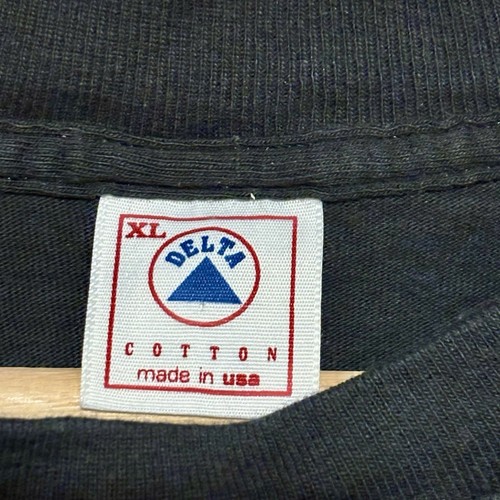 XL
DELTA
COTTON
made in usa